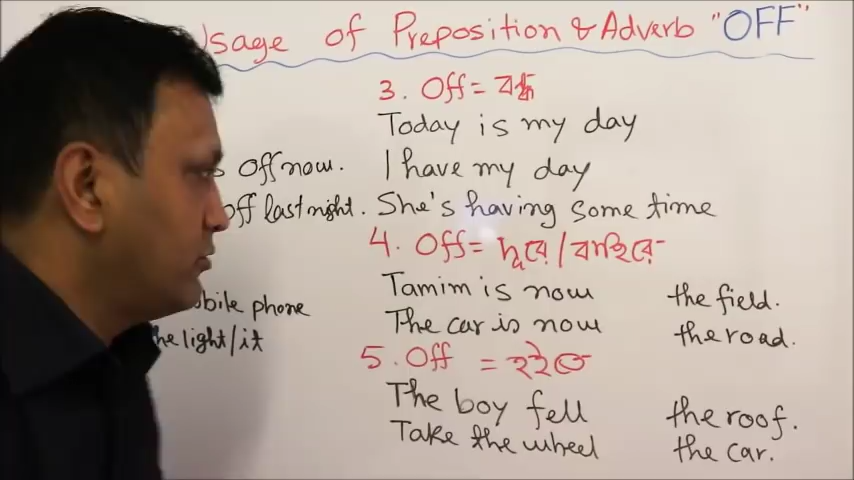 Usage of Preposition & Adverb "OFF"
off now.
off last night.
mobile phone
the light/it
3. Off = বন্ধ
Today is my day
I have my day
She's having some time
4. Off = দূরে/বাহিরে
Tamim is now the field.
The car is now the road.
5. Off = হইতে
The boy fell the roof.
Take the wheel the car.